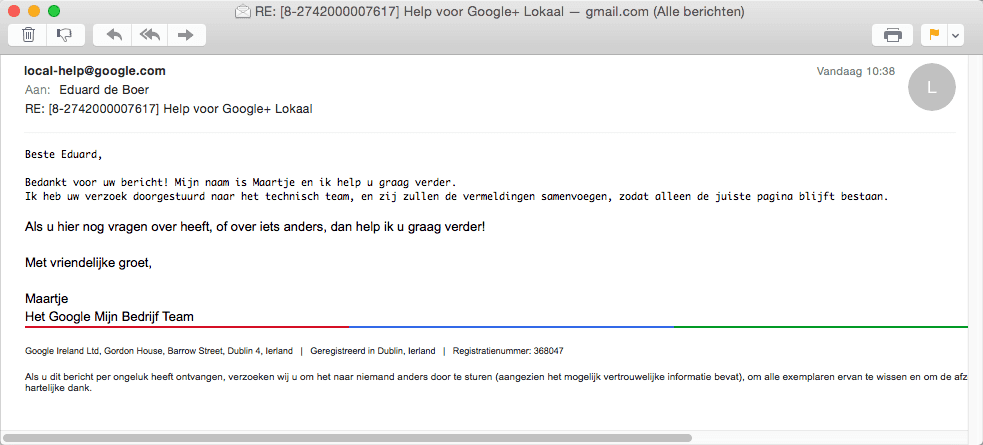 RE: [8-2742000007617] Help voor Google+ Lokaal — gmail.com (Alle berichten)
local-help@google.com
Vandaag 10:38
L
Aan: Eduard de Boer
RE: [8-2742000007617] Help voor Google+ Lokaal
Beste Eduard,
Bedankt voor uw bericht! Mijn naam is Maartje en ik help u graag verder.
Ik heb uw verzoek doorgestuurd naar het technisch team, en zij zullen de vermeldingen samenvoegen, zodat alleen de juiste pagina blijft bestaan.
Als u hier nog vragen over heeft, of over iets anders, dan help ik u graag verder!
Met vriendelijke groet,
Maartje
Het Google Mijn Bedrijf Team
Google Ireland Ltd, Gordon House, Barrow Street, Dublin 4, Ierland | Geregistreerd in Dublin, Ierland | Registratienummer: 368047
Als u dit bericht per ongeluk heeft ontvangen, verzoeken wij u om het naar niemand anders door te sturen (aangezien het mogelijk vertrouwelijke informatie bevat), om alle exemplaren ervan te wissen en om de afz
hartelijke dank.